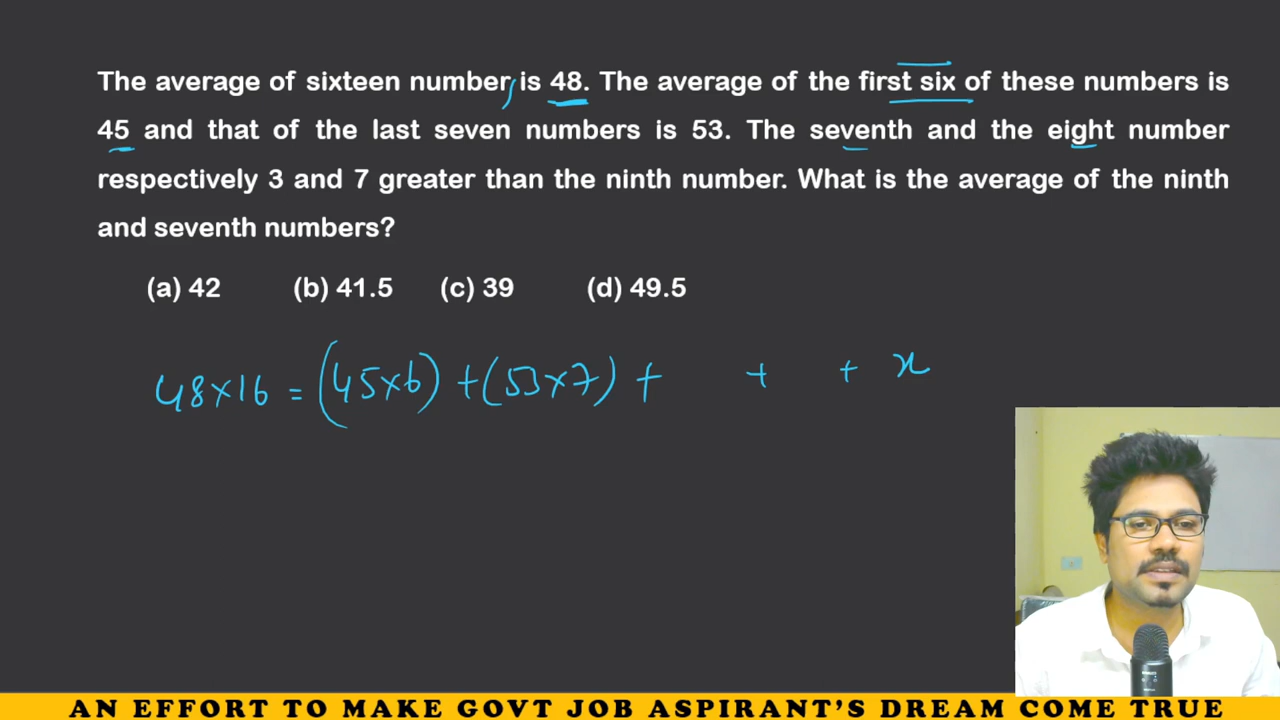 The average of sixteen number, is 48. The average of the first six of these numbers is
45 and that of the last seven numbers is 53. The seventh and the eight number
respectively 3 and 7 greater than the ninth number. What is the average of the ninth
and seventh numbers?
(a) 42 (b) 41.5 (c) 39 (d) 49.5
48×16 = (45×6) + (53×7) + + + x
AN EFFORT TO MAKE GOVT JOB ASPIRANT'S DREAM COME TRUE